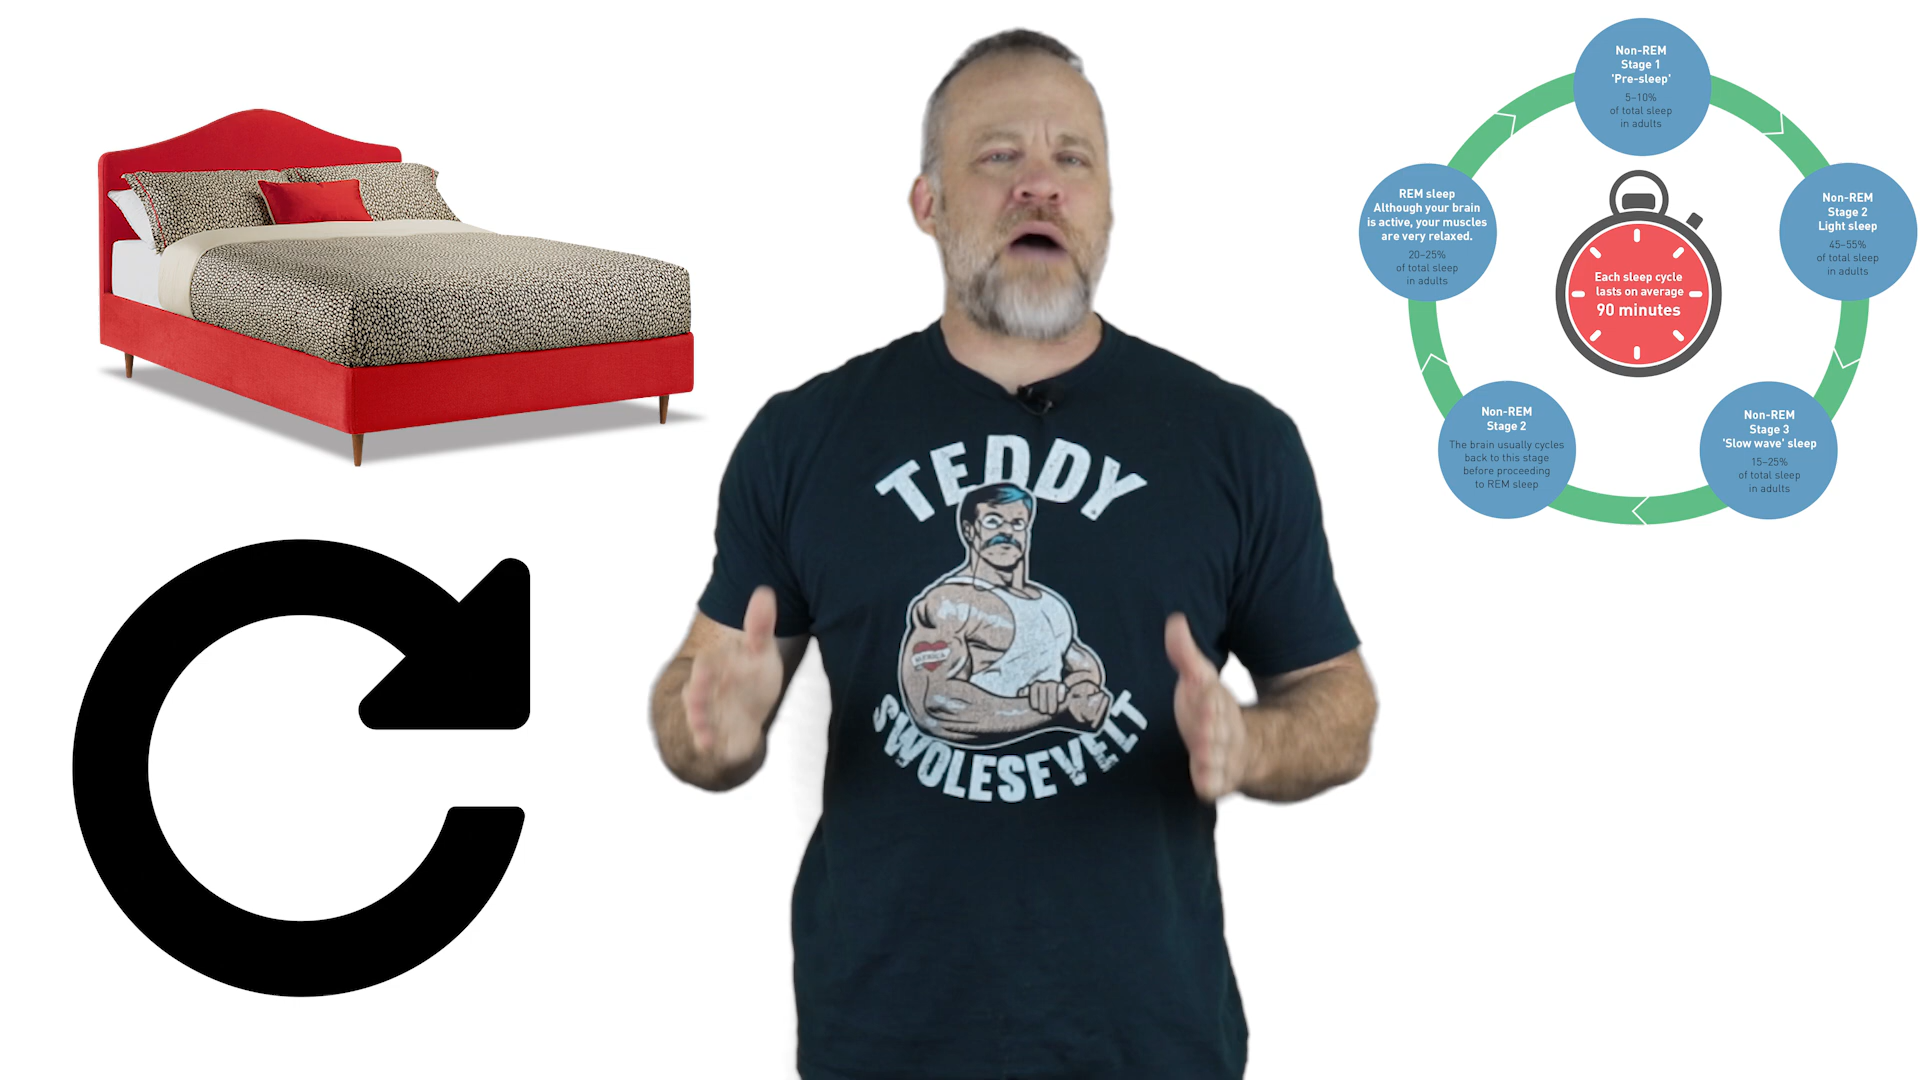 Non-REM
Stage 1
'Pre-sleep'
5–10%
of total sleep
in adults
Non-REM
Stage 2
Light sleep
45–55%
of total sleep
in adults
Non-REM
Stage 3
'Slow wave' sleep
15–25%
of total sleep
in adults
Non-REM
Stage 2
The brain usually cycles
back to this stage
before proceeding
to REM sleep
REM sleep
Although your brain
is active, your muscles
are very relaxed.
20–25%
of total sleep
in adults
Each sleep cycle
lasts on average
90 minutes
TEDDY
SWOLESEVELT